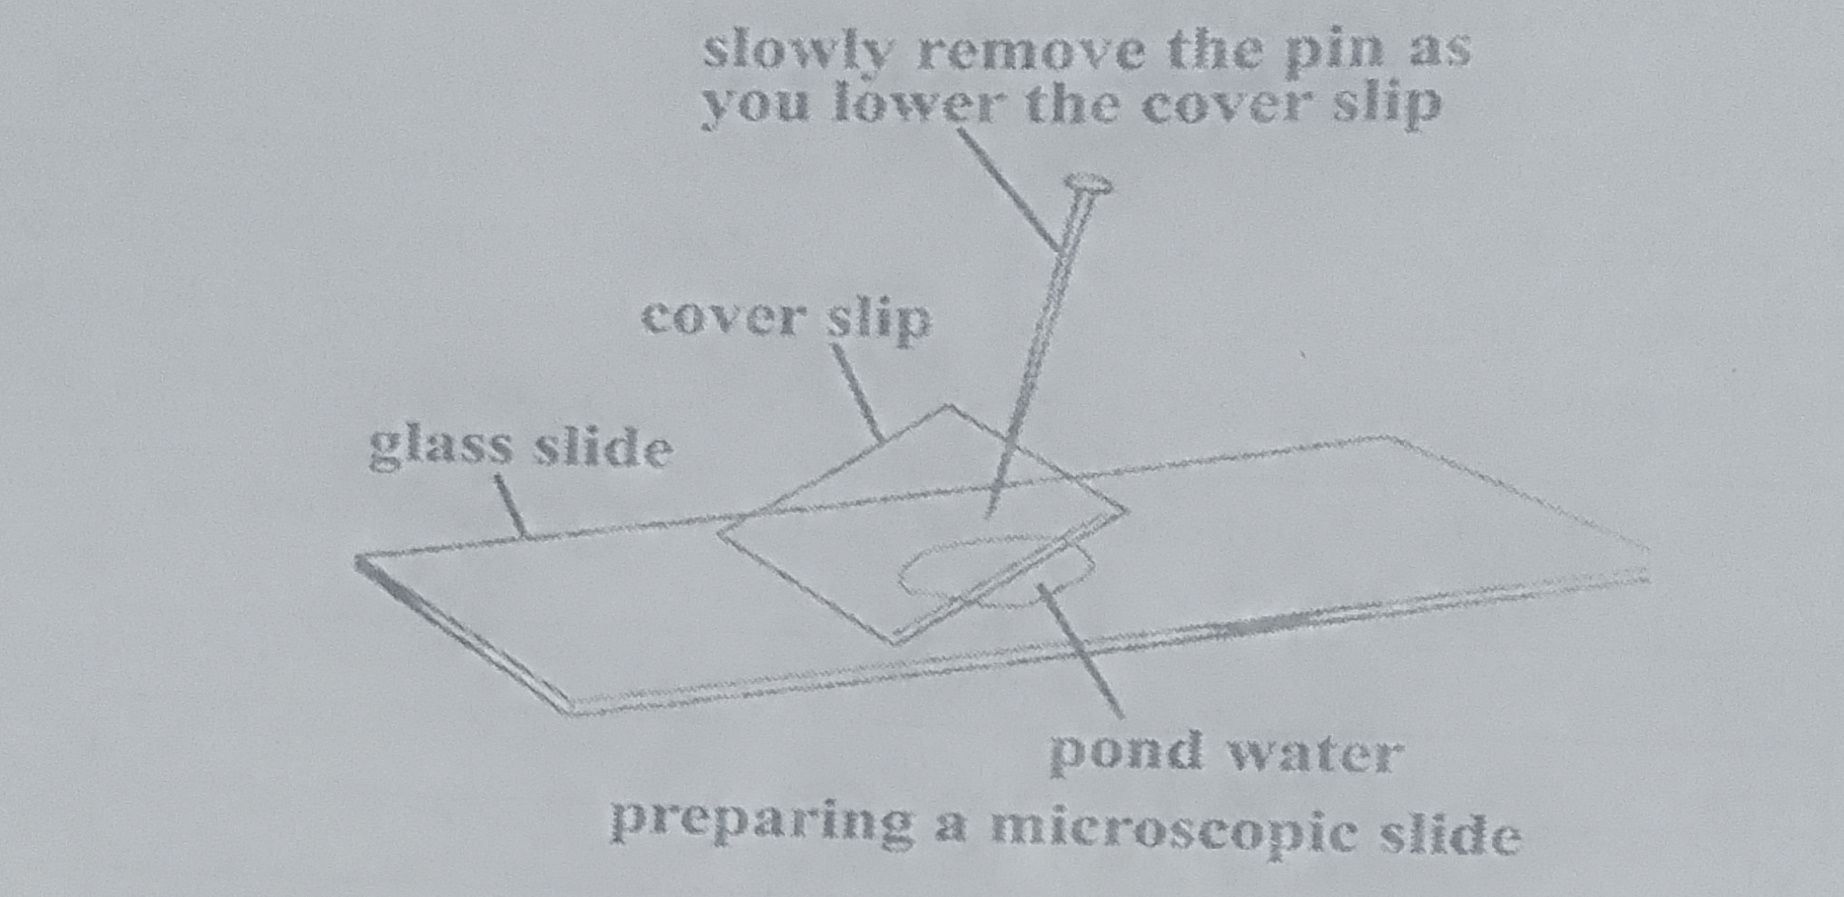 slowly remove the pin as
you lower the cover slip
cover slip
glass slide
pond water
preparing a microscopic slide